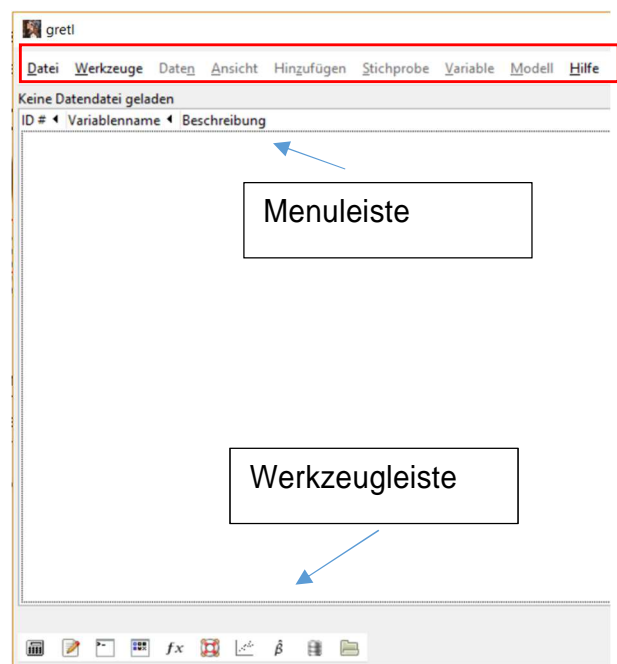 gretl
Datei Werkzeuge Daten Ansicht Hinzufügen Stichprobe Variable Modell Hilfe
Keine Datendatei geladen
ID # Variablenname Beschreibung
Menuleiste
Werkzeugleiste
fx β̂